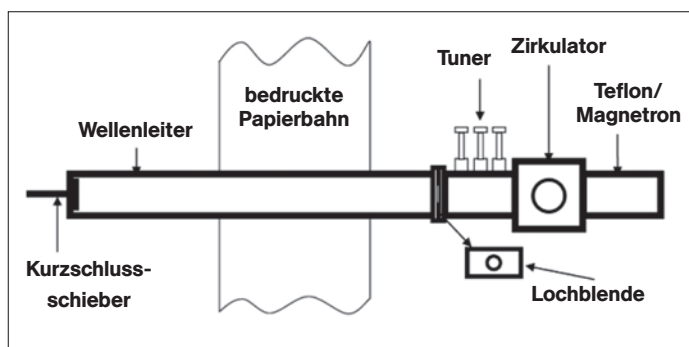 Zirkulator
Tuner
Teflon/
Magnetron
bedruckte
Papierbahn
Wellenleiter
Kurzschluss-
schieber
Lochblende